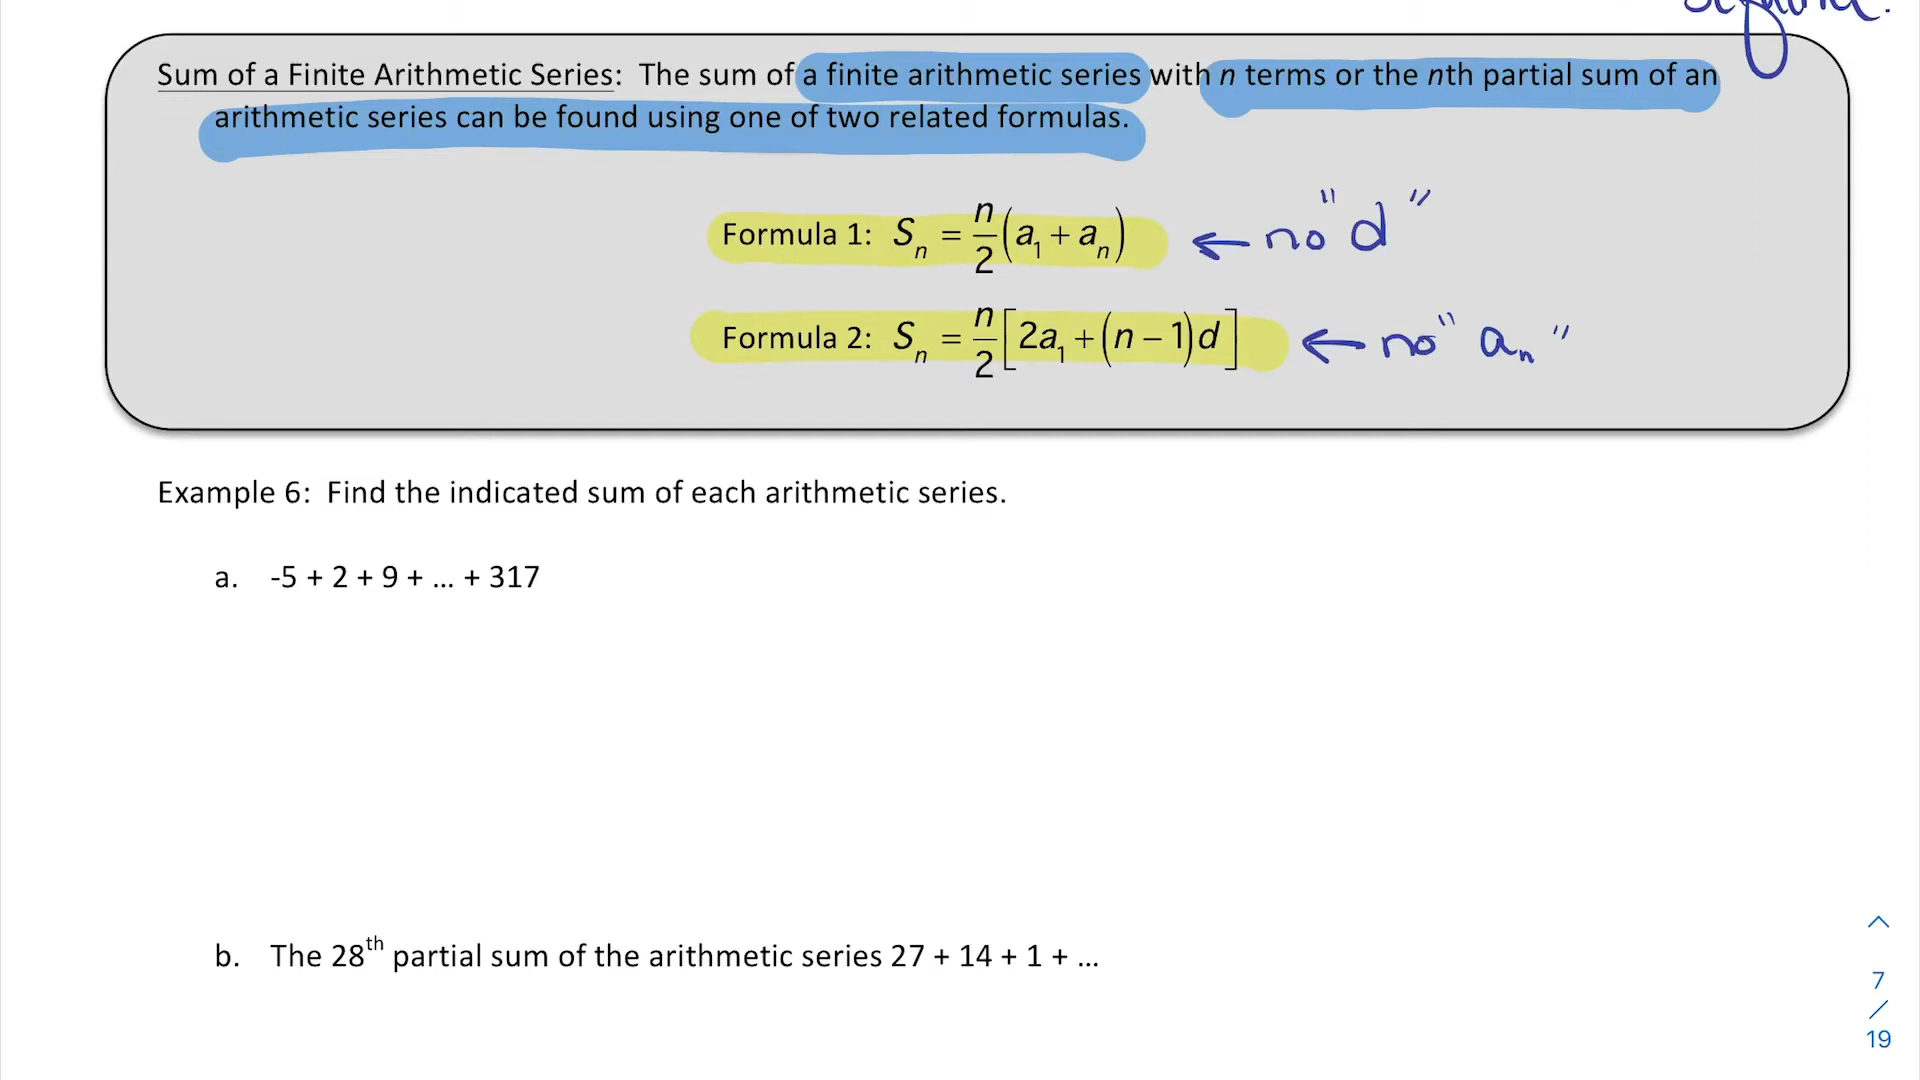 Sum of a Finite Arithmetic Series: The sum of a finite arithmetic series with n terms or the nth partial sum of an
arithmetic series can be found using one of two related formulas.
Formula 1: Sₙ = n/2(a₁ + aₙ) ← no "d"
Formula 2: Sₙ = n/2[2a₁ + (n − 1)d] ← no "aₙ"
Example 6: Find the indicated sum of each arithmetic series.
a. -5 + 2 + 9 + … + 317
b. The 28th partial sum of the arithmetic series 27 + 14 + 1 + …
7
/
19